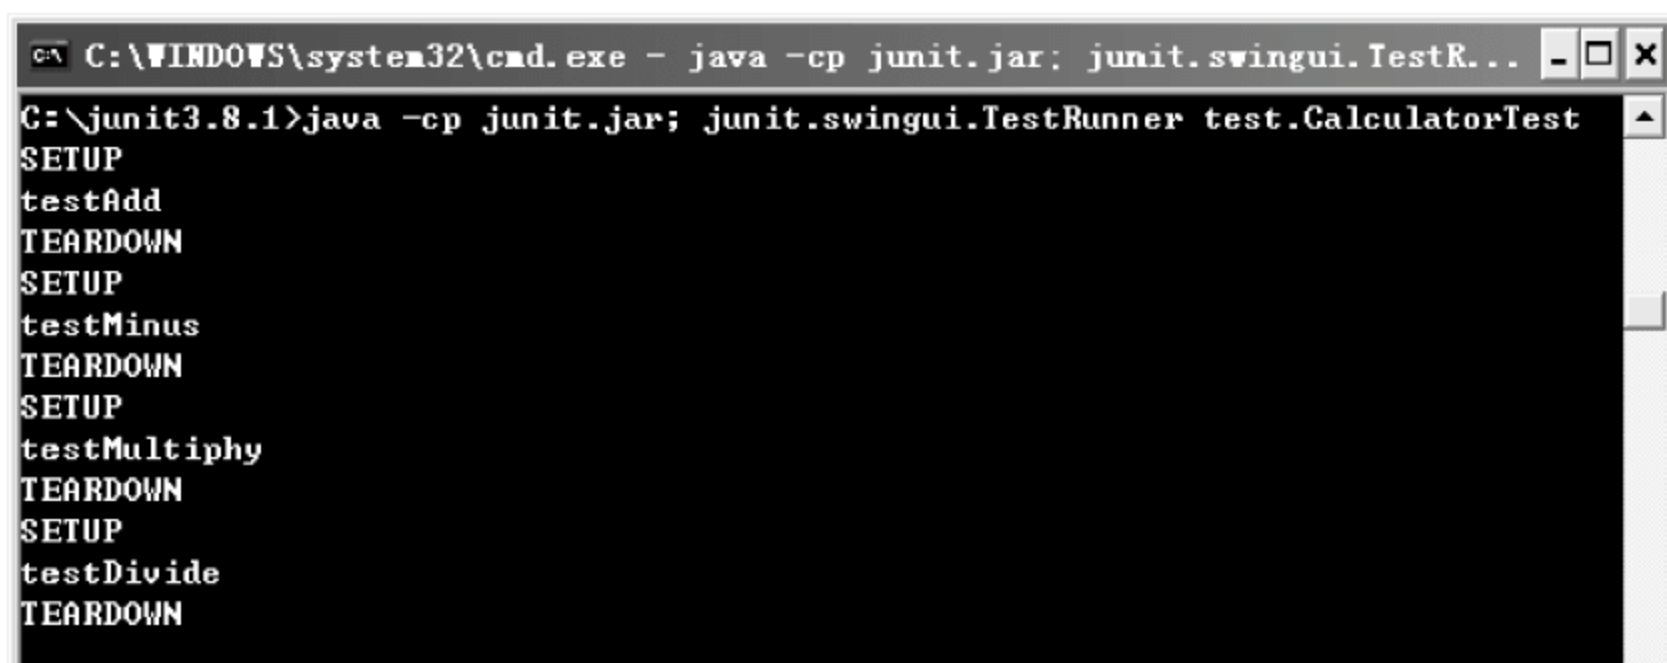 C:\WINDOWS\system32\cmd.exe - java -cp junit.jar; junit.swingui.TestR...
C:\junit3.8.1>java -cp junit.jar; junit.swingui.TestRunner test.CalculatorTest
SETUP
testAdd
TEARDOWN
SETUP
testMinus
TEARDOWN
SETUP
testMultiphy
TEARDOWN
SETUP
testDivide
TEARDOWN